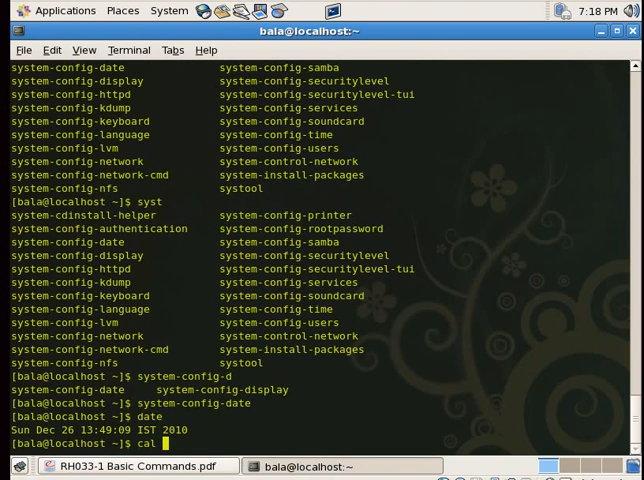 Applications Places System 7:18 PM
bala@localhost:~
File Edit View Terminal Tabs Help
system-config-date system-config-samba
system-config-display system-config-securitylevel
system-config-httpd system-config-securitylevel-tui
system-config-kdump system-config-services
system-config-keyboard system-config-soundcard
system-config-language system-config-time
system-config-lvm system-config-users
system-config-network system-control-network
system-config-network-cmd system-install-packages
system-config-nfs systool
[bala@localhost ~]$ syst
system-cdinstall-helper system-config-printer
system-config-authentication system-config-rootpassword
system-config-date system-config-samba
system-config-display system-config-securitylevel
system-config-httpd system-config-securitylevel-tui
system-config-kdump system-config-services
system-config-keyboard system-config-soundcard
system-config-language system-config-time
system-config-lvm system-config-users
system-config-network system-control-network
system-config-network-cmd system-install-packages
system-config-nfs systool
[bala@localhost ~]$ system-config-d
system-config-date system-config-display
[bala@localhost ~]$ system-config-date
[bala@localhost ~]$ date
Sun Dec 26 13:49:09 IST 2010
[bala@localhost ~]$ cal
RH033-1 Basic Commands.pdf bala@localhost:~